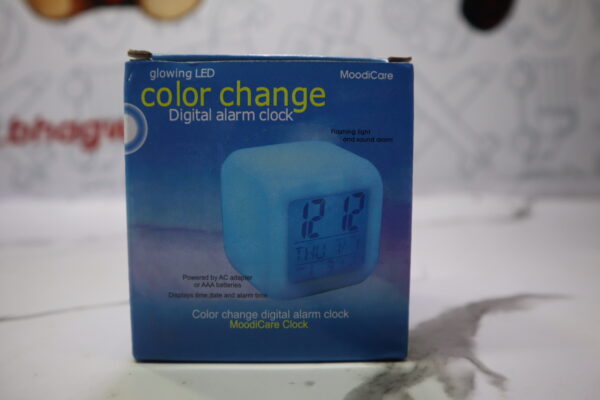 glowing LED
MoodiCare
color change
Digital alarm clock
Flashing light
and sound alarm
12 12
THU
Powered by AC adapter
or AAA batteries
Displays time date and alarm time
Color change digital alarm clock
MoodiCare Clock
.bhagw